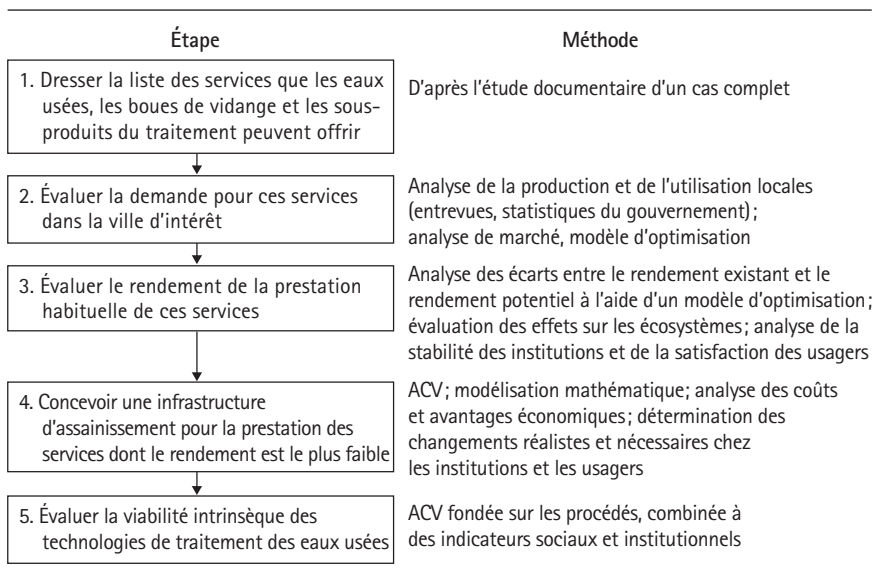 Étape
Méthode
1. Dresser la liste des services que les eaux
usées, les boues de vidange et les sous-
produits du traitement peuvent offrir
D'après l'étude documentaire d'un cas complet
2. Évaluer la demande pour ces services
dans la ville d'intérêt
Analyse de la production et de l'utilisation locales
(entrevues, statistiques du gouvernement);
analyse de marché, modèle d'optimisation
3. Évaluer le rendement de la prestation
habituelle de ces services
Analyse des écarts entre le rendement existant et le
rendement potentiel à l'aide d'un modèle d'optimisation;
évaluation des effets sur les écosystèmes; analyse de la
stabilité des institutions et de la satisfaction des usagers
4. Concevoir une infrastructure
d'assainissement pour la prestation des
services dont le rendement est le plus faible
ACV; modélisation mathématique; analyse des coûts
et avantages économiques; détermination des
changements réalistes et nécessaires chez
les institutions et les usagers
5. Évaluer la viabilité intrinsèque des
technologies de traitement des eaux usées
ACV fondée sur les procédés, combinée à
des indicateurs sociaux et institutionnels